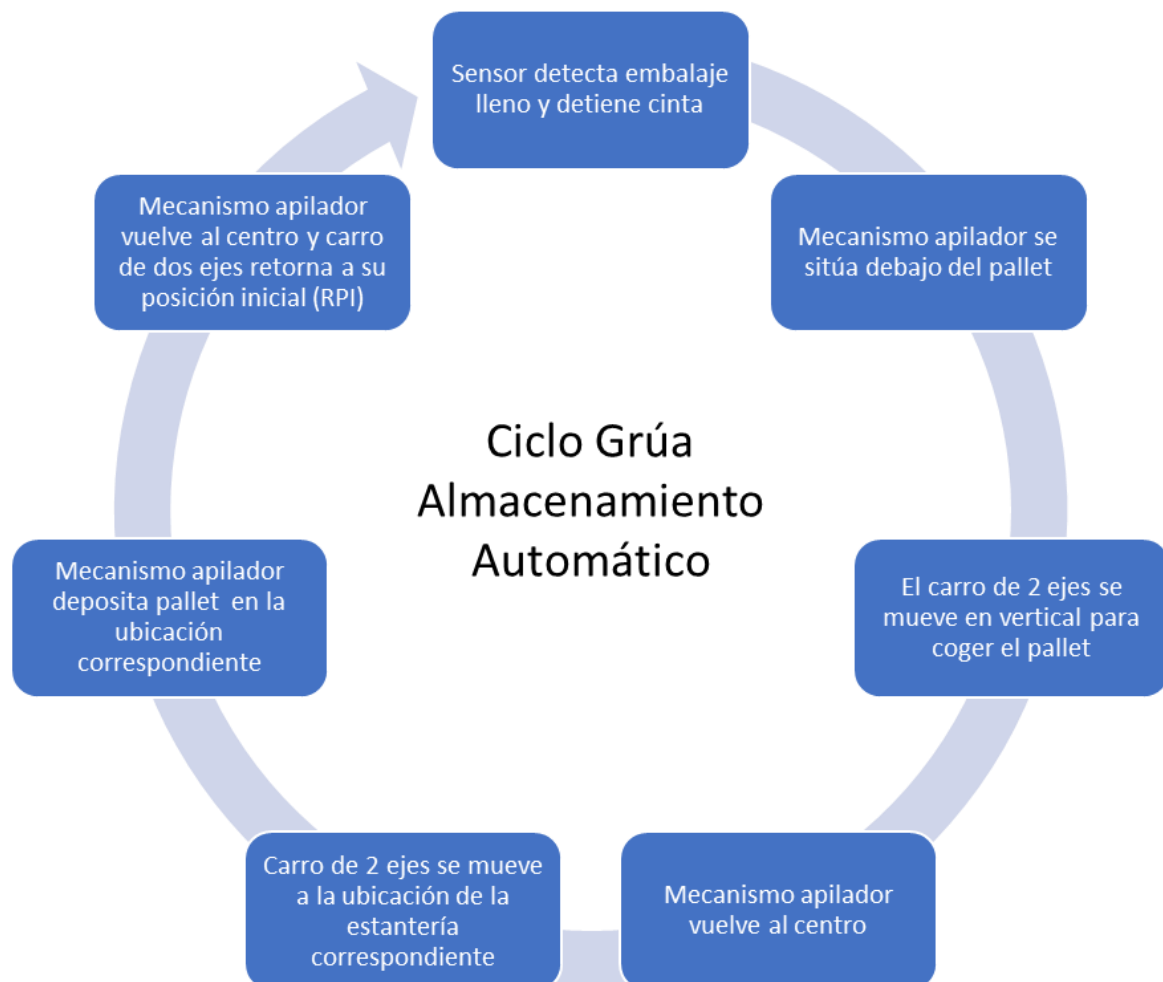 Sensor detecta embalaje
lleno y detiene cinta
Mecanismo apilador se
sitúa debajo del pallet
El carro de 2 ejes se
mueve en vertical para
coger el pallet
Mecanismo apilador
vuelve al centro
Carro de 2 ejes se mueve
a la ubicación de la
estantería
correspondiente
Mecanismo apilador
deposita pallet en la
ubicación
correspondiente
Mecanismo apilador
vuelve al centro y carro
de dos ejes retorna a su
posición inicial (RPI)
Ciclo Grúa
Almacenamiento
Automático